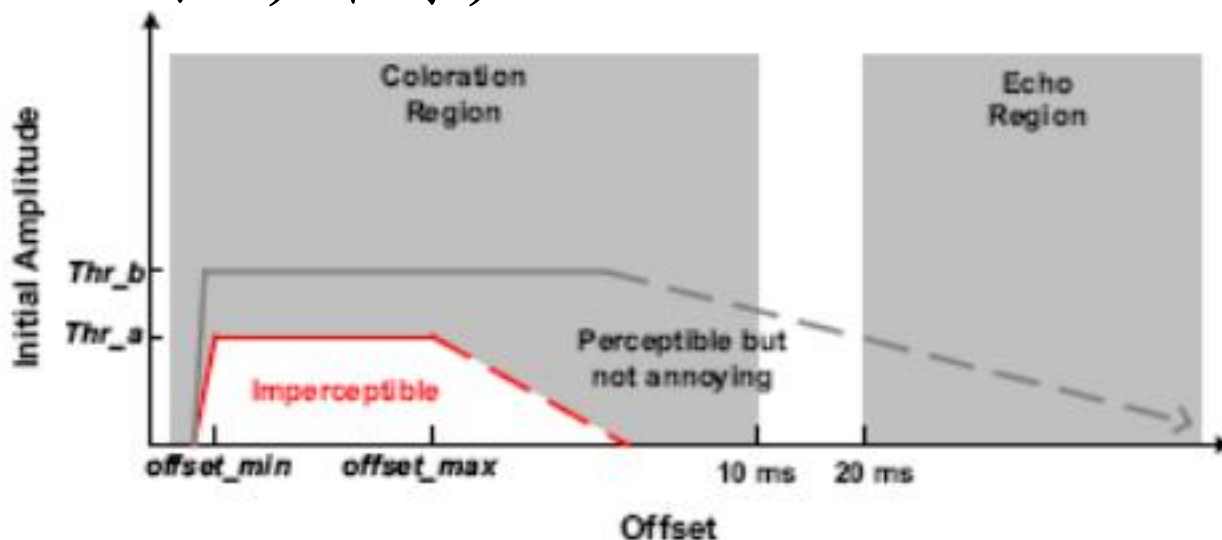 Coloration
Region
Echo
Region
Initial Amplitude
Thr_b
Thr_a
Perceptible but
not annoying
Imperceptible
offset_min
offset_max
10 ms
20 ms
Offset